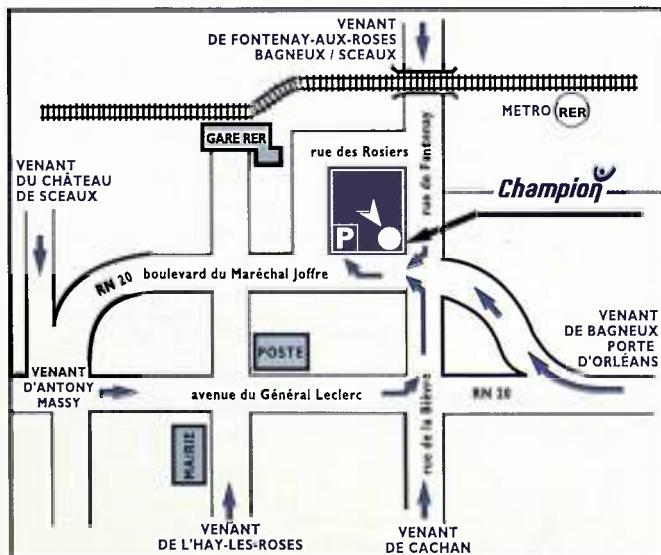 VENANT
DE FONTENAY-AUX-ROSES
BAGNEUX / SCEAUX
METRO RER
GARE RER
rue des Rosiers
rue de Fontenay
VENANT
DU CHÂTEAU
DE SCEAUX
Champion
P
RN 20
boulevard du Maréchal Joffre
VENANT
DE BAGNEUX
PORTE
D'ORLÉANS
POSTE
VENANT
D'ANTONY
MASSY
avenue du Général Leclerc
rue de la Bièvre
RN 20
MAIRIE
VENANT
DE L'HAY-LES-ROSES
VENANT
DE CACHAN